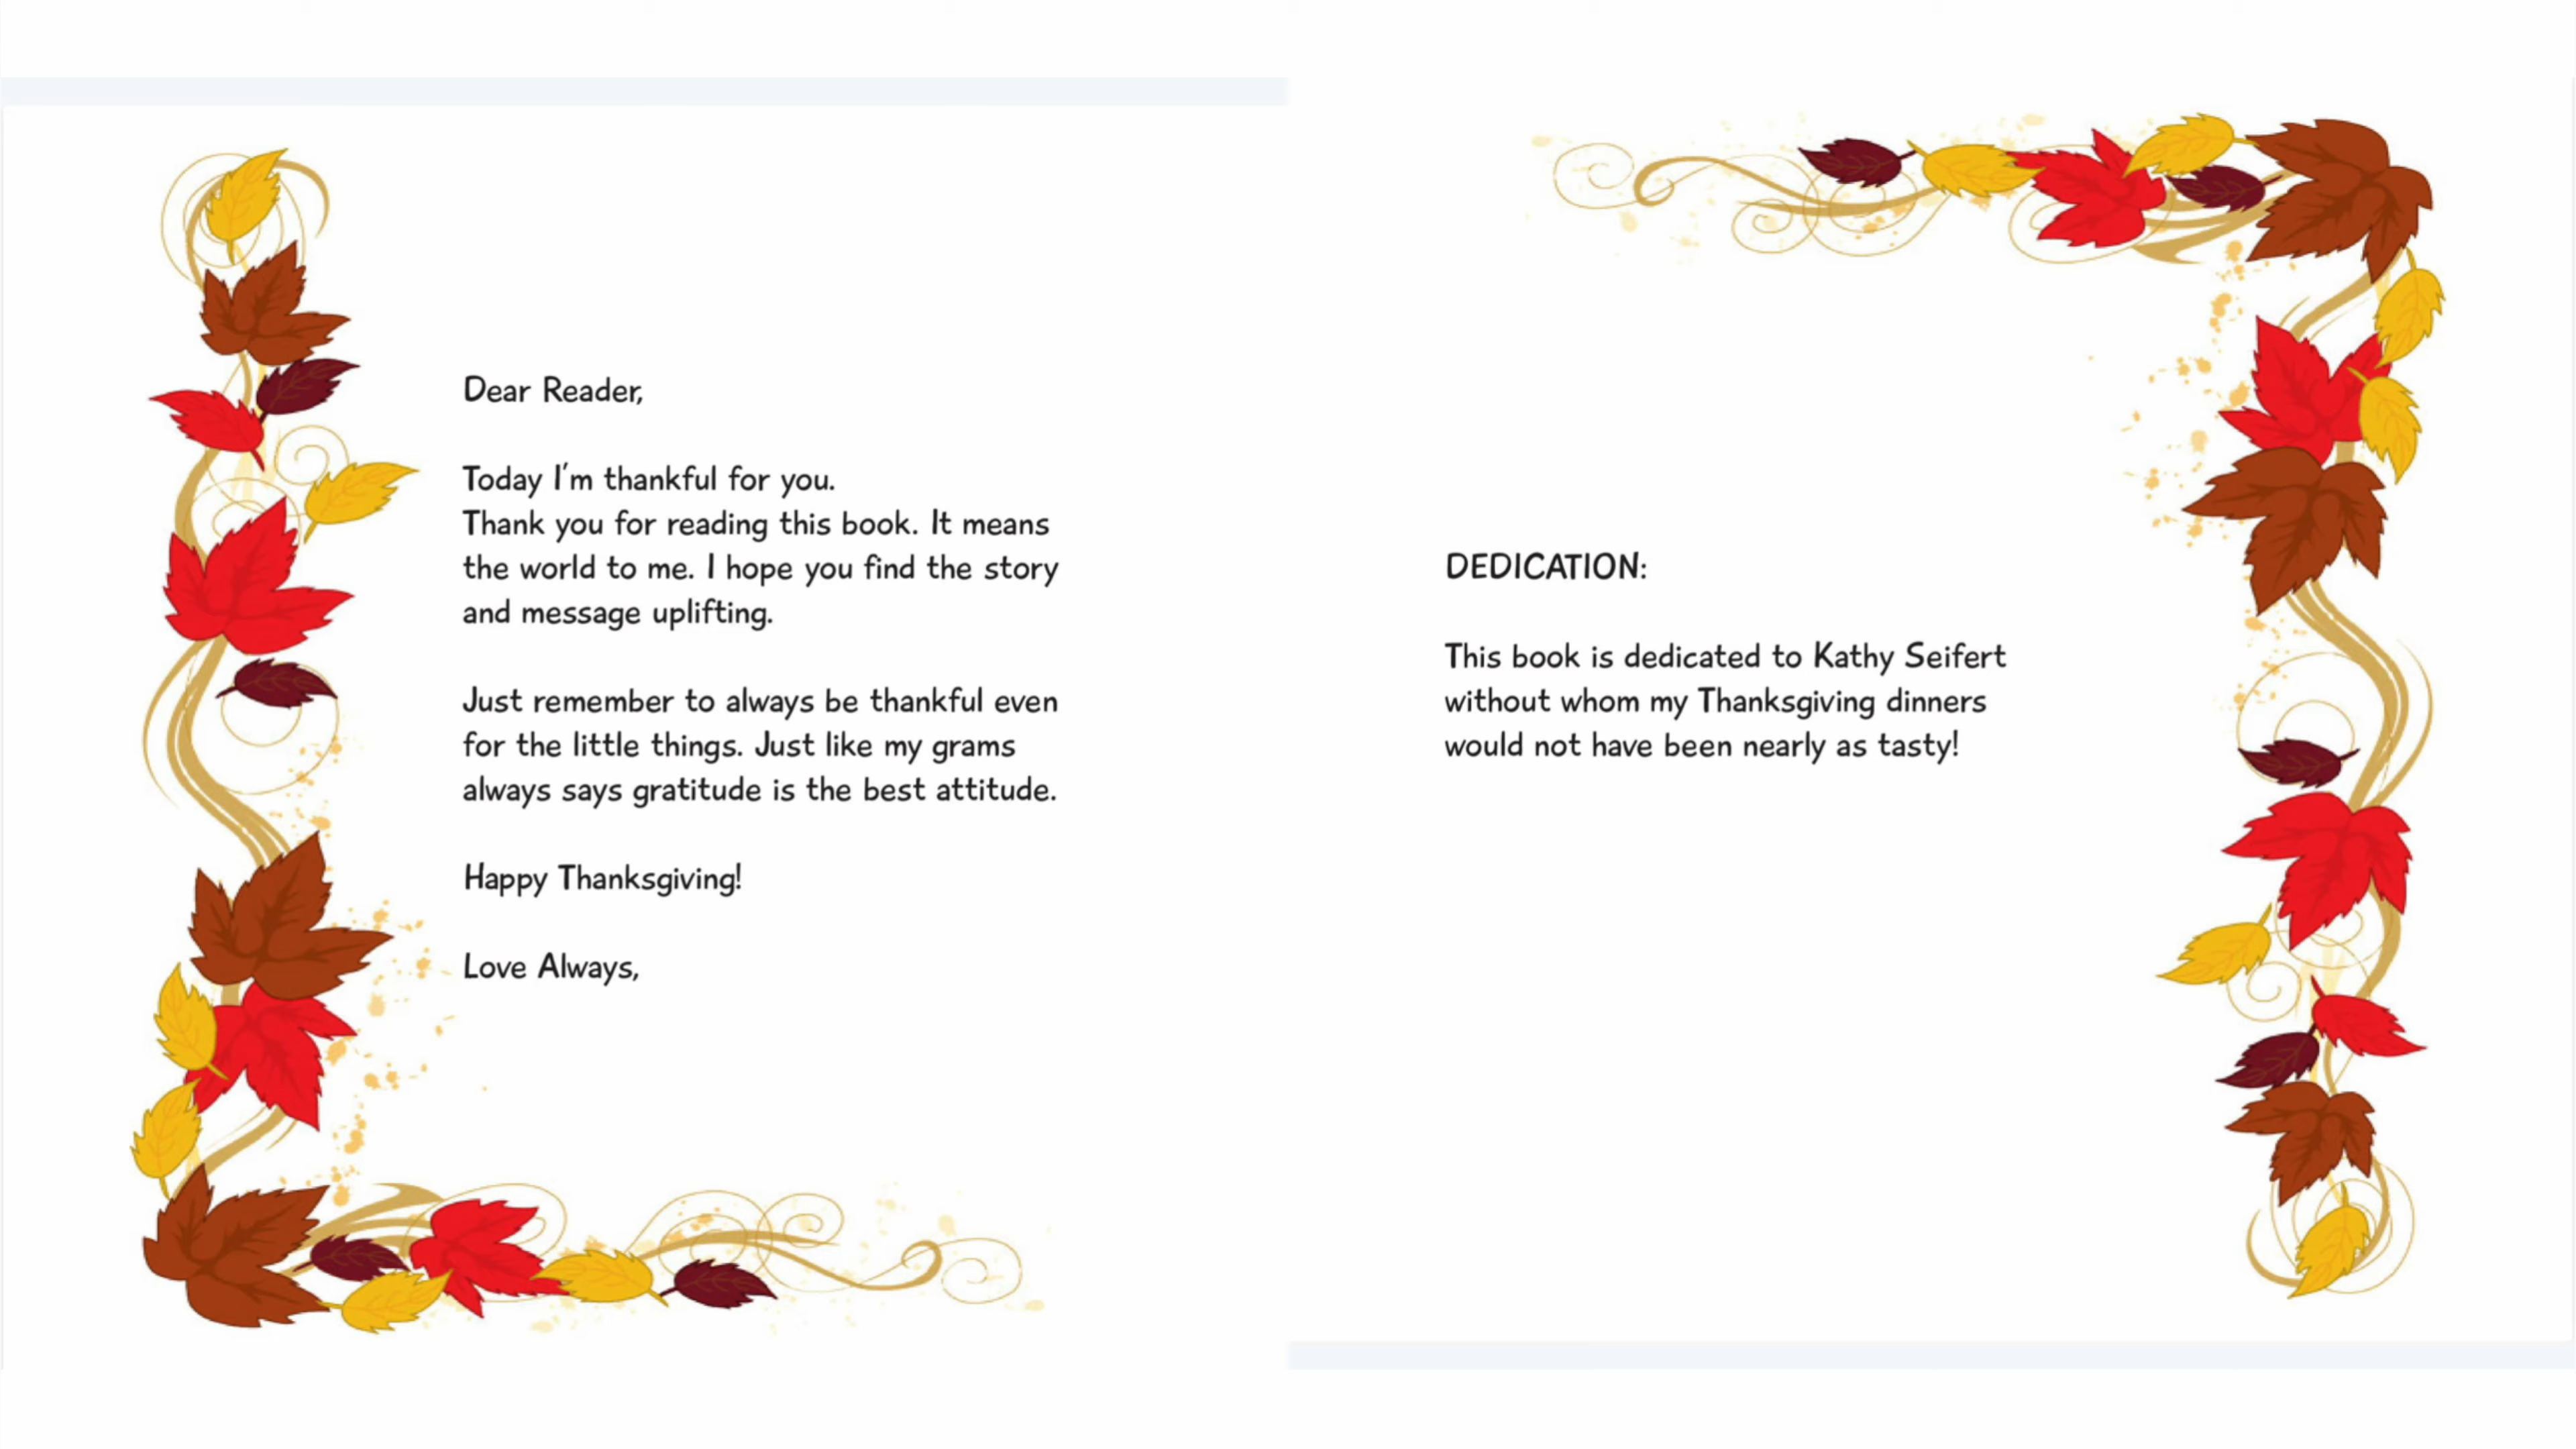 Dear Reader,
Today I'm thankful for you.
Thank you for reading this book. It means
the world to me. I hope you find the story
and message uplifting.
Just remember to always be thankful even
for the little things. Just like my grams
always says gratitude is the best attitude.
Happy Thanksgiving!
Love Always,
DEDICATION:
This book is dedicated to Kathy Seifert
without whom my Thanksgiving dinners
would not have been nearly as tasty!